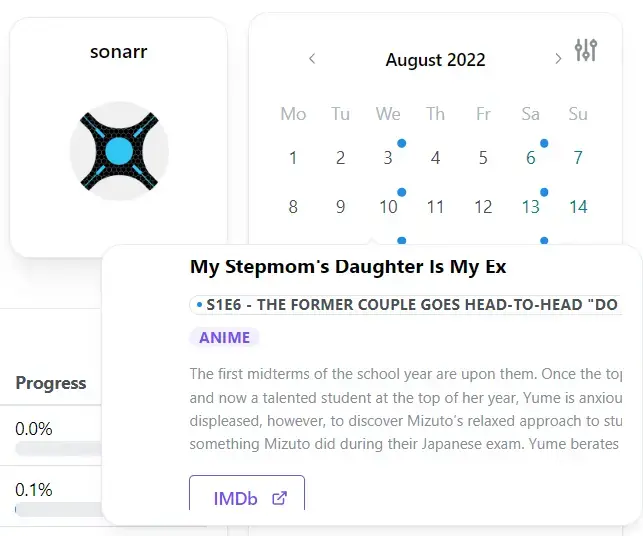 sonarr
August 2022
Mo Tu We Th Fr Sa Su
1 2 3 4 5 6 7
8 9 10 11 12 13 14
My Stepmom's Daughter Is My Ex
S1E6 - THE FORMER COUPLE GOES HEAD-TO-HEAD "DO
ANIME
The first midterms of the school year are upon them. Once the top
and now a talented student at the top of her year, Yume is anxiou
displeased, however, to discover Mizuto's relaxed approach to stu
something Mizuto did during their Japanese exam. Yume berates
IMDb
Progress
0.0%
0.1%